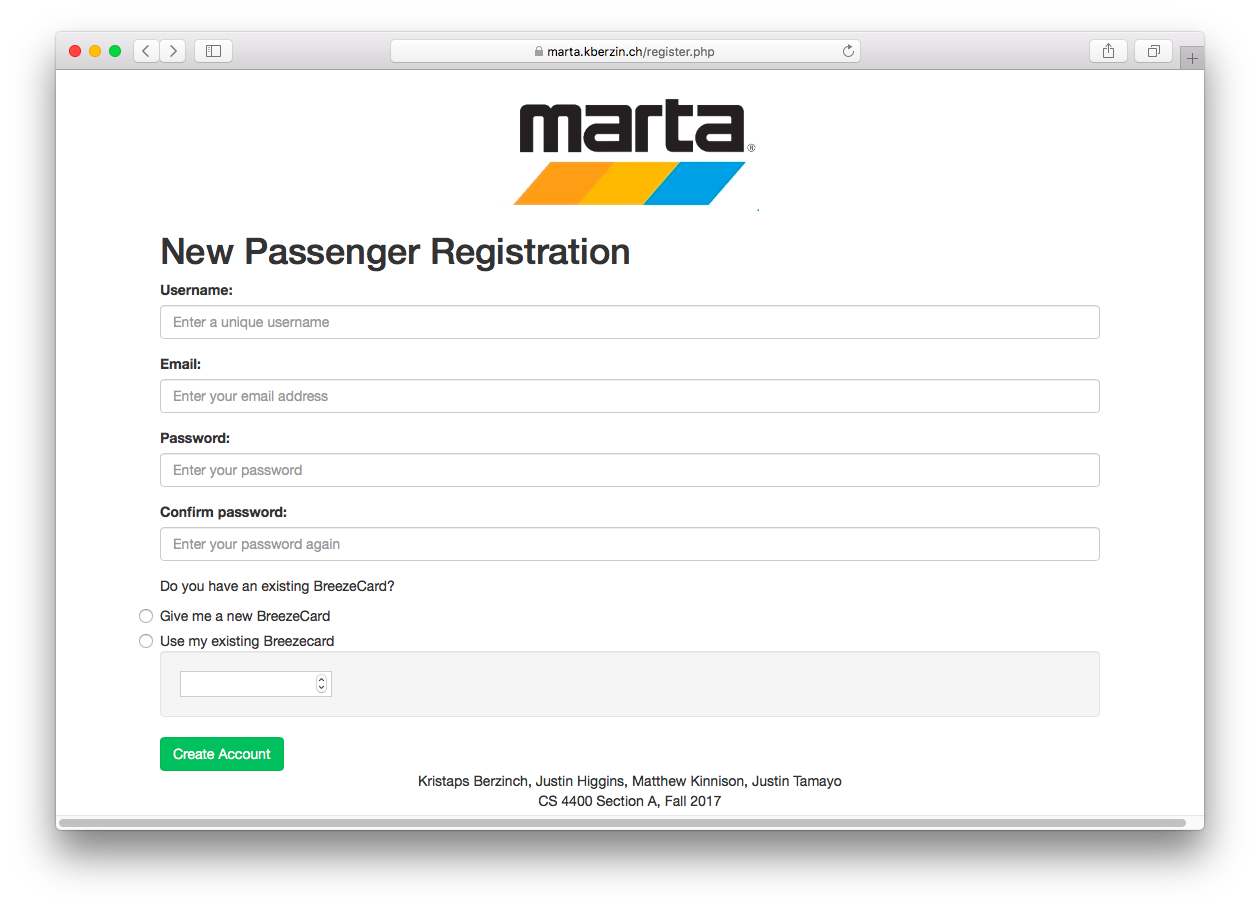 marta.kberzin.ch/register.php
marta®
New Passenger Registration
Username:
Enter a unique username
Email:
Enter your email address
Password:
Enter your password
Confirm password:
Enter your password again
Do you have an existing BreezeCard?
Give me a new BreezeCard
Use my existing Breezecard
Create Account
Kristaps Berzinch, Justin Higgins, Matthew Kinnison, Justin Tamayo
CS 4400 Section A, Fall 2017